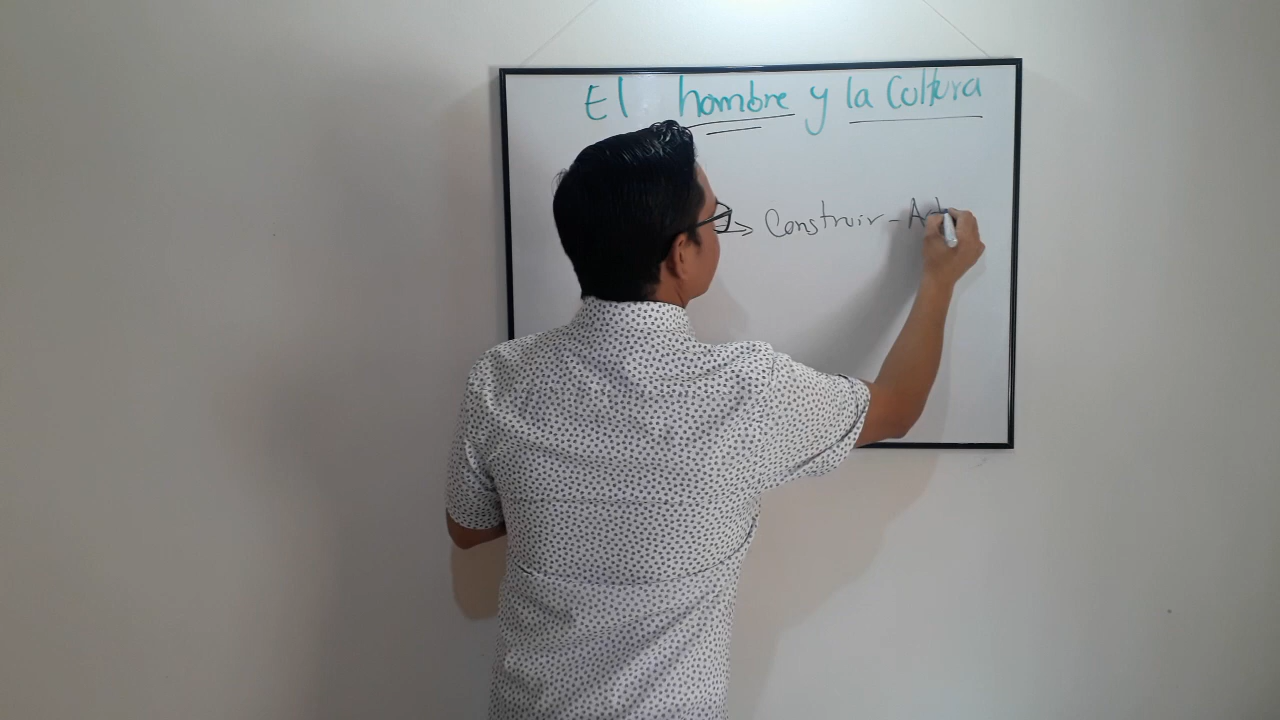 El hombre y la Cultura
→ Construir -